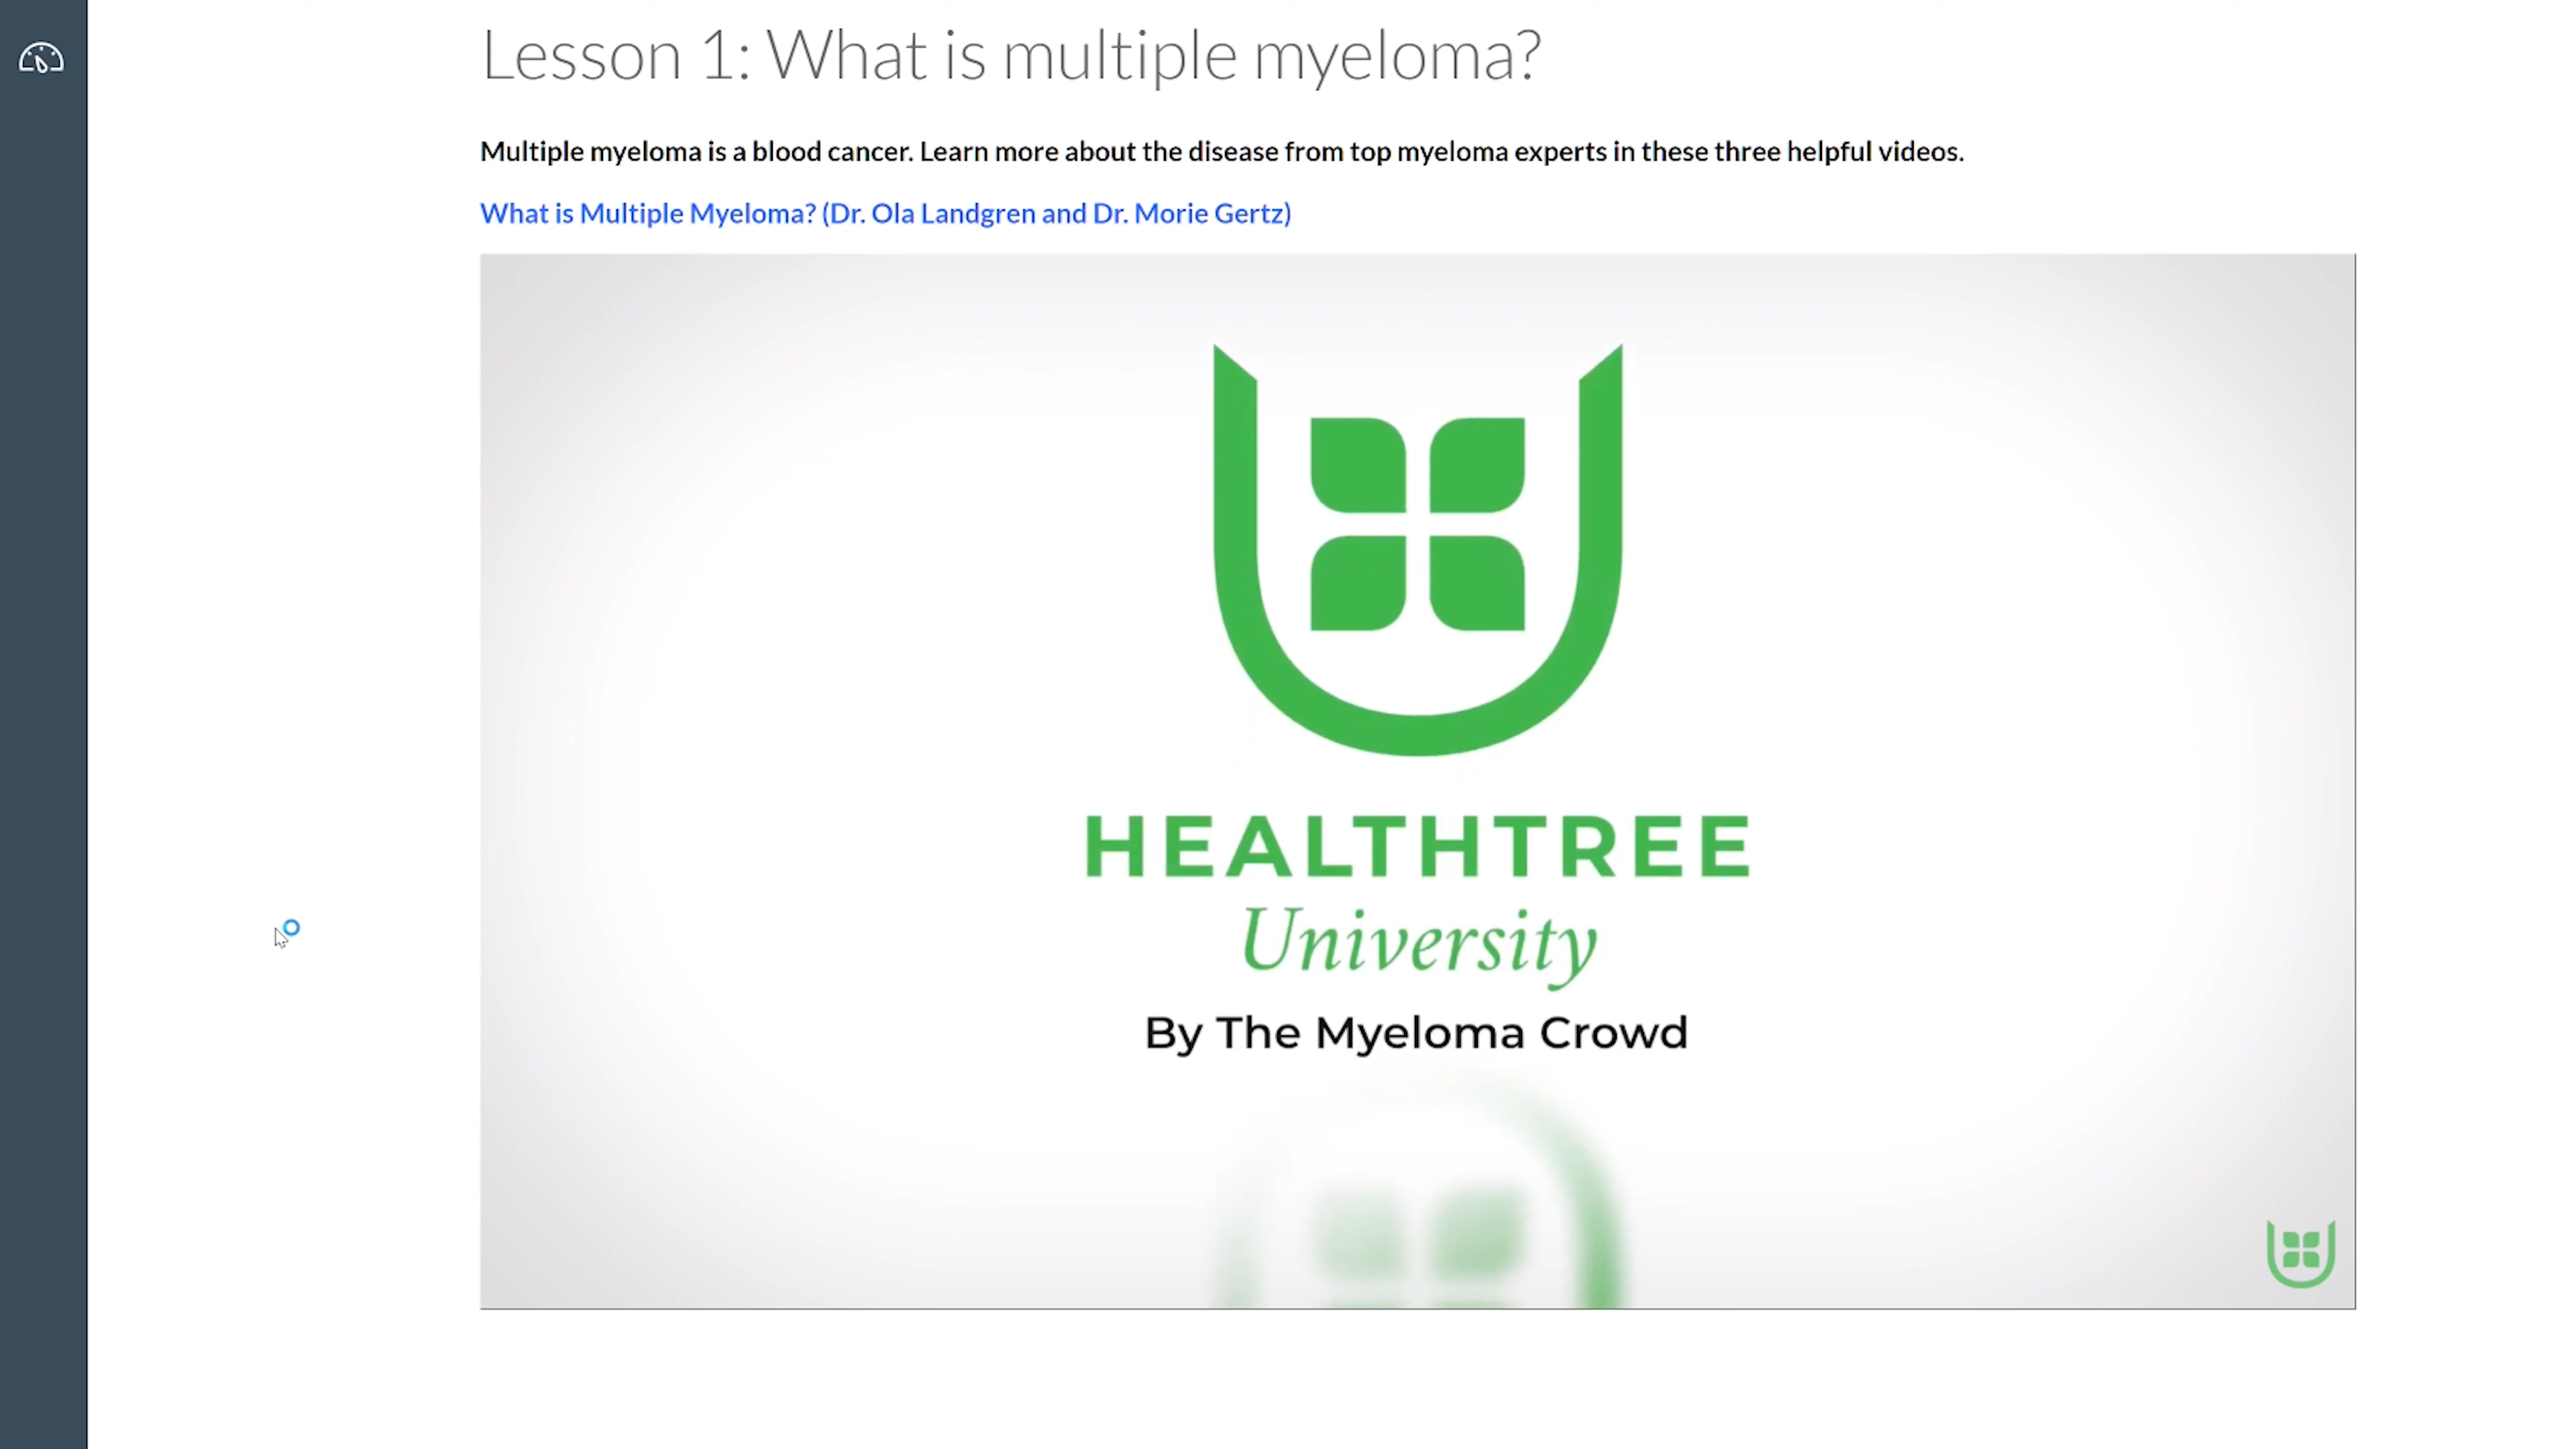 Lesson 1: What is multiple myeloma?
Multiple myeloma is a blood cancer. Learn more about the disease from top myeloma experts in these three helpful videos.
What is Multiple Myeloma? (Dr. Ola Landgren and Dr. Morie Gertz)
HEALTHTREE
University
By The Myeloma Crowd